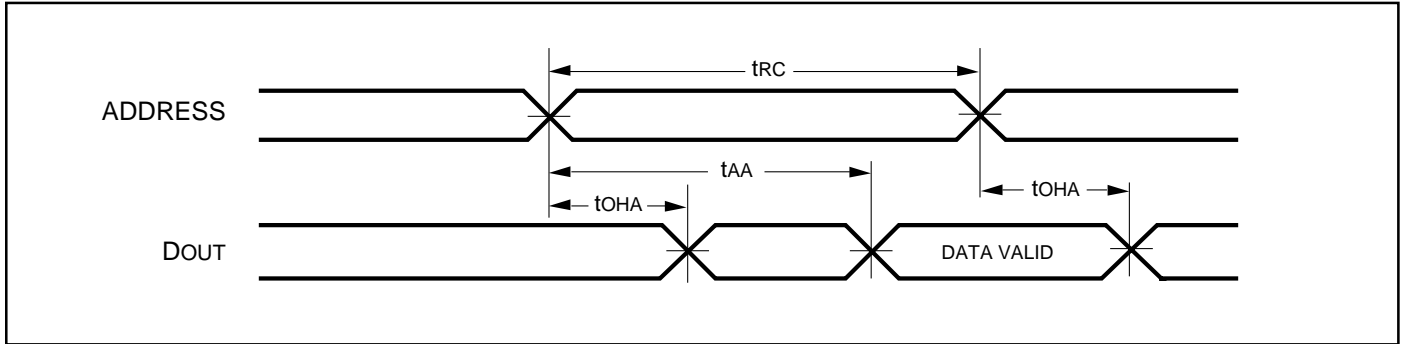 tRC
ADDRESS
tAA
tOHA
tOHA
DOUT
DATA VALID